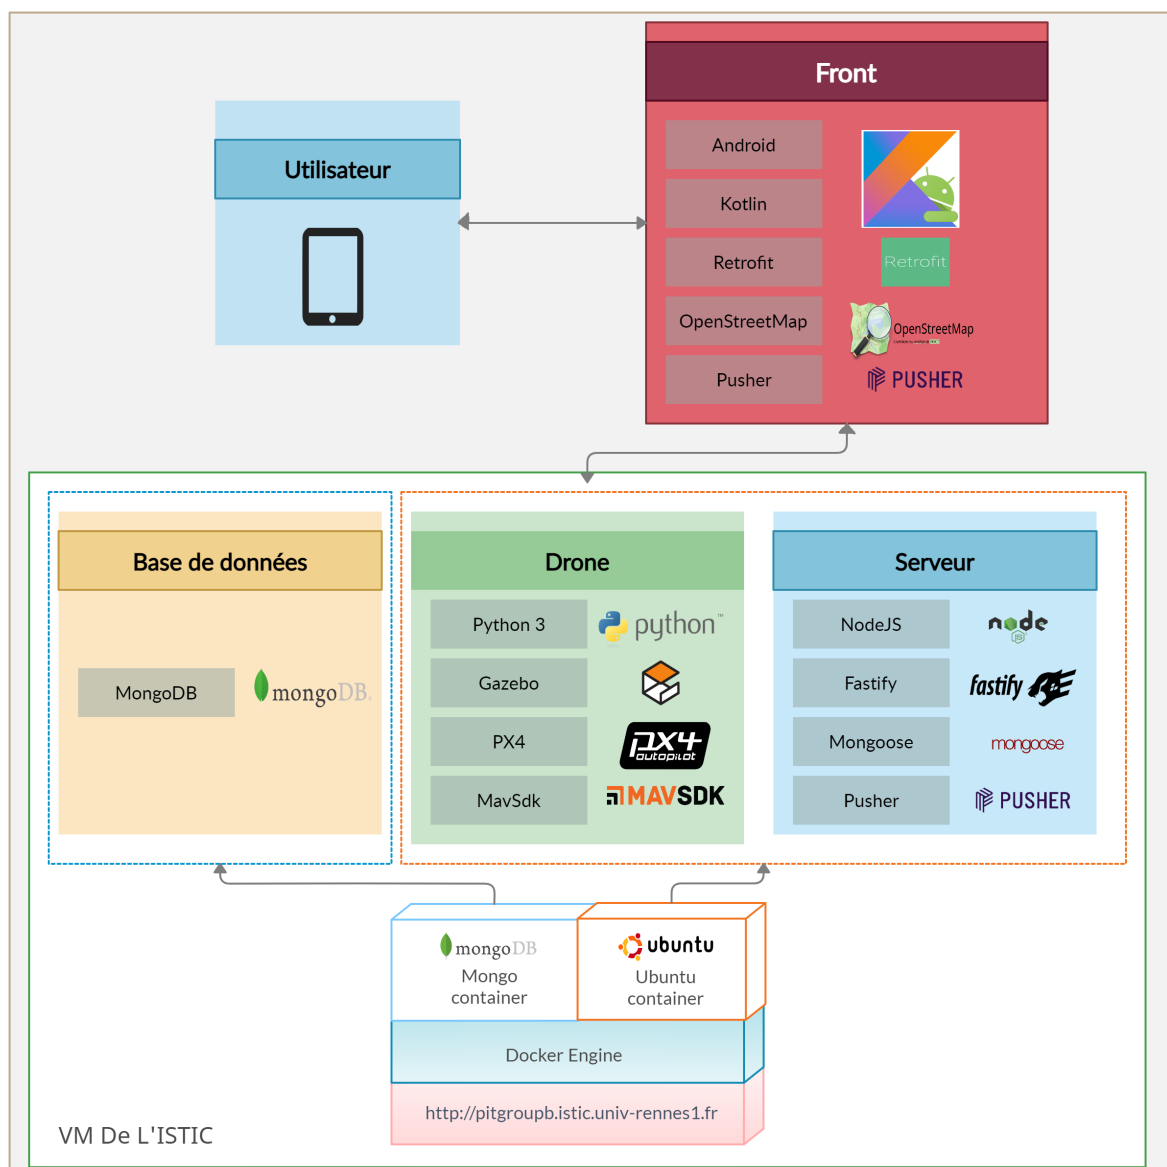 Front
Utilisateur
Android
Kotlin
Retrofit
Retrofit
OpenStreetMap
OpenStreetMap
Pusher
PUSHER
Base de données
MongoDB
mongoDB
Drone
Python 3
python™
Gazebo
PX4
PX4
autopilot
MavSdk
MAVSDK
Serveur
NodeJS
node
JS
Fastify
fastify
Mongoose
mongoose
Pusher
PUSHER
mongoDB
Mongo
container
ubuntu
Ubuntu
container
Docker Engine
http://pitgroupb.istic.univ-rennes1.fr
VM De L'ISTIC